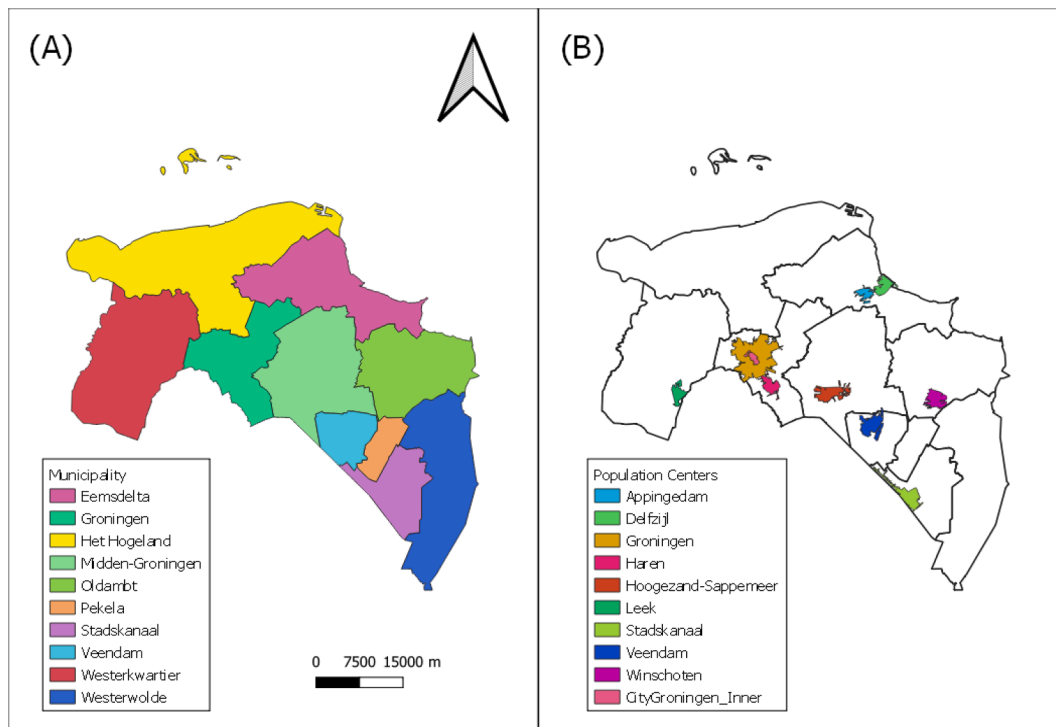 (A)
Municipality
Eemsdelta
Groningen
Het Hogeland
Midden-Groningen
Oldambt
Pekela
Stadskanaal
Veendam
Westerkwartier
Westerwolde
0 7500 15000 m
(B)
Population Centers
Appingedam
Delfzijl
Groningen
Haren
Hoogezand-Sappemeer
Leek
Stadskanaal
Veendam
Winschoten
CityGroningen_Inner